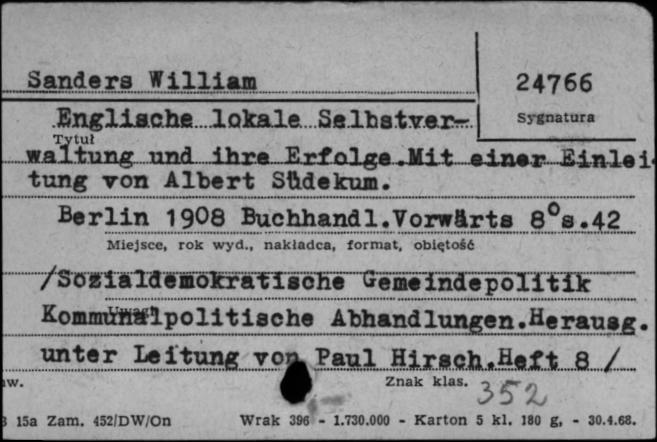 Sanders William
24766
Sygnatura
Englische lokale Selbstver-
Tytuł
waltung und ihre Erfolge.Mit einer Einlei-
tung von Albert Südekum.
Berlin 1908 Buchhandl.Vorwärts 8°s.42
Miejsce, rok wyd., nakładca, format, objętość
/Sozialdemokratische Gemeindepolitik
Uwagi
Kommunalpolitische Abhandlungen.Herausg.
unter Leitung von Paul Hirsch.Heft 8 /
aw.
Znak klas. 352
15a Zam. 452/DW/On Wrak 396 - 1.730.000 - Karton 5 kl. 180 g, - 30.4.68.